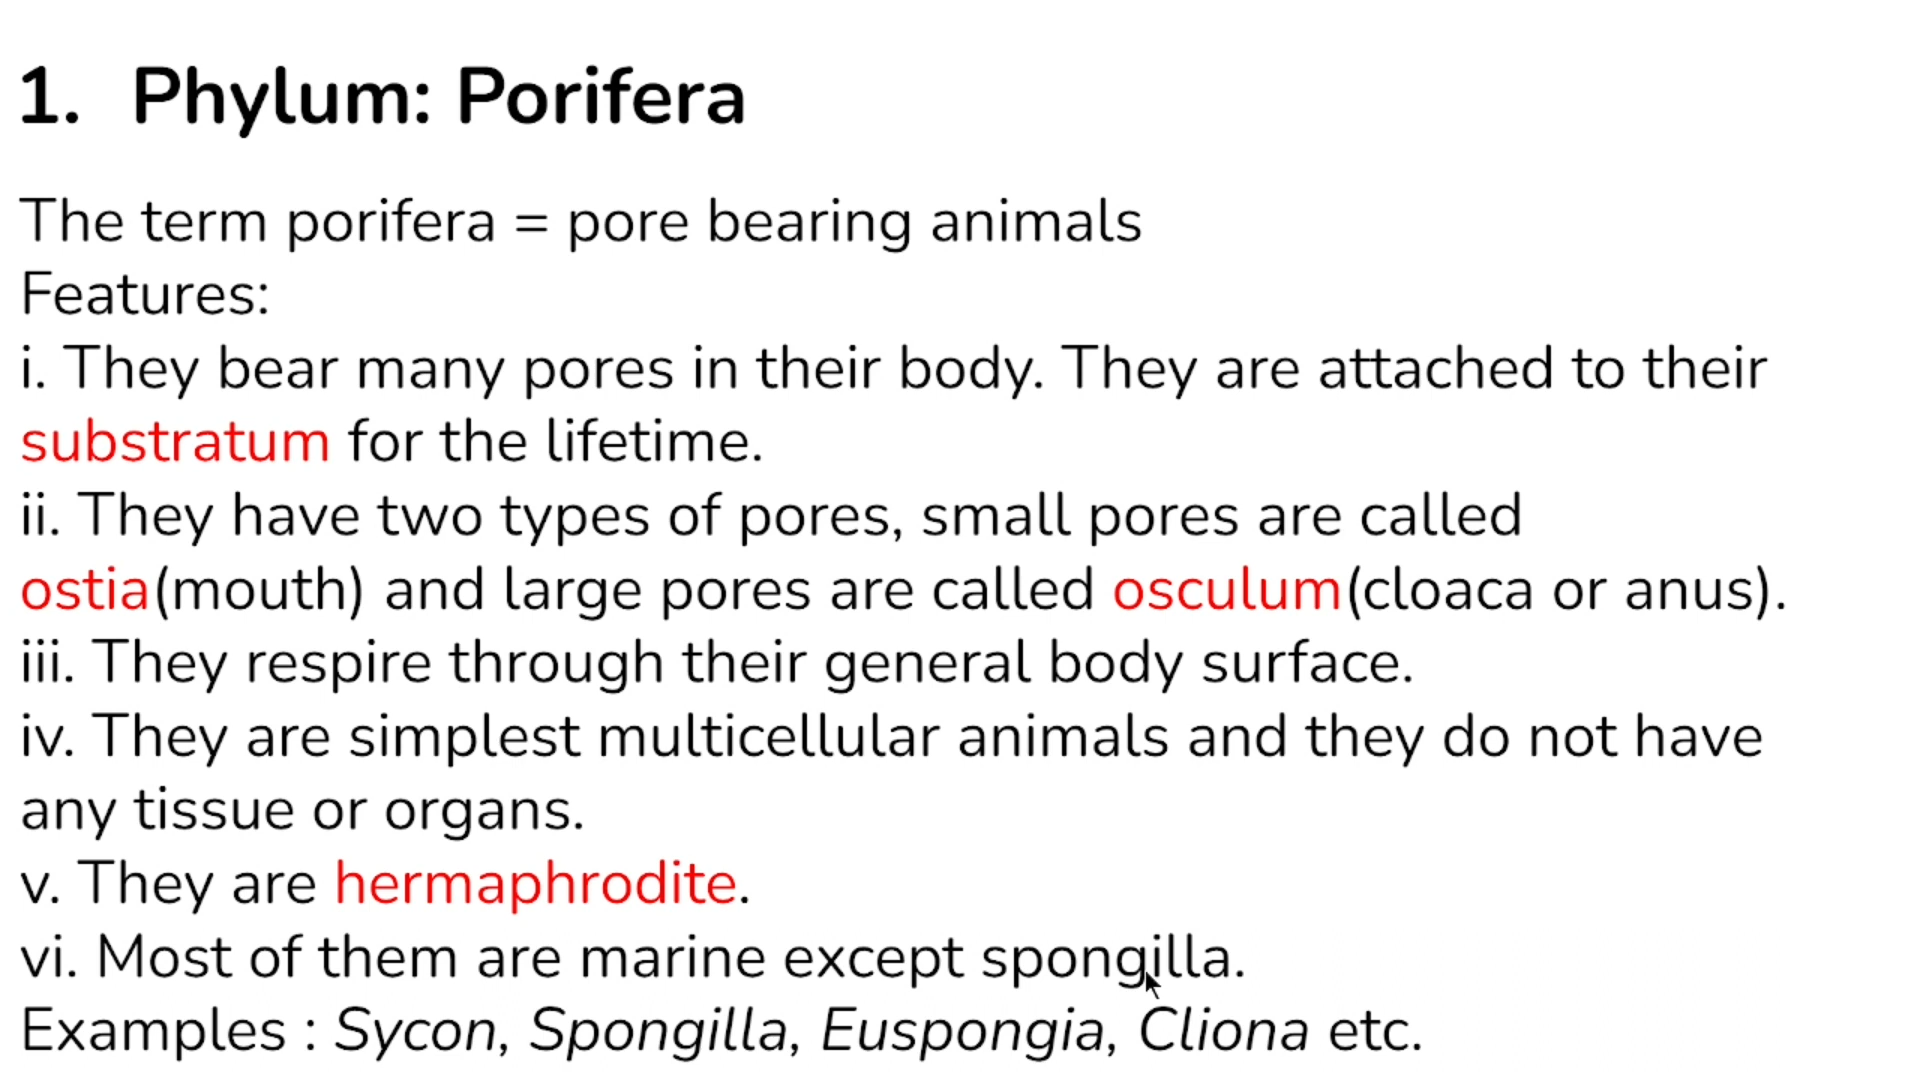 1. Phylum: Porifera
The term porifera = pore bearing animals
Features:
i. They bear many pores in their body. They are attached to their
substratum for the lifetime.
ii. They have two types of pores, small pores are called
ostia(mouth) and large pores are called osculum(cloaca or anus).
iii. They respire through their general body surface.
iv. They are simplest multicellular animals and they do not have
any tissue or organs.
v. They are hermaphrodite.
vi. Most of them are marine except spongilla.
Examples : Sycon, Spongilla, Euspongia, Cliona etc.